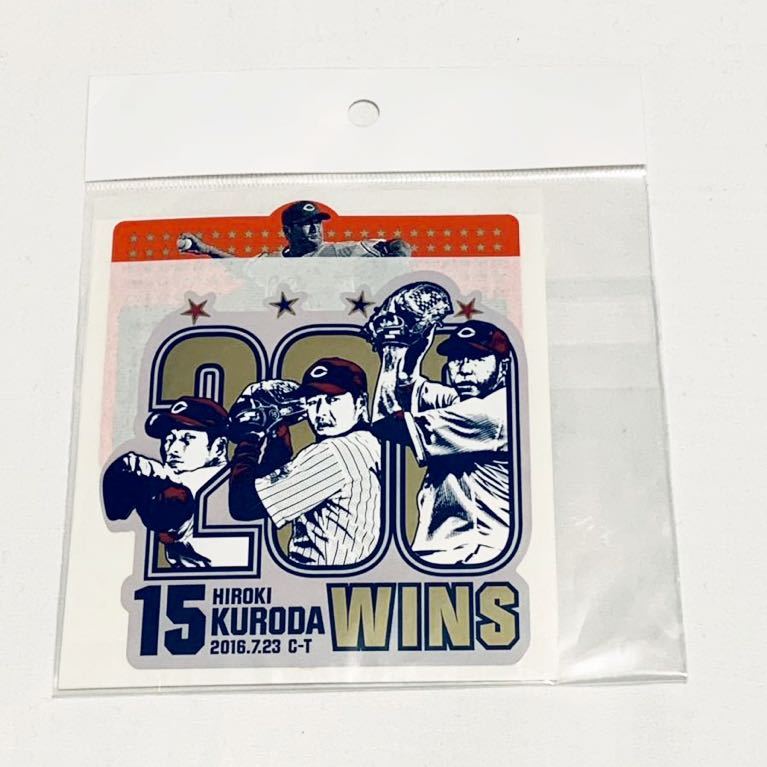 200
15 HIROKI KURODA WINS
2016.7.23 C-T